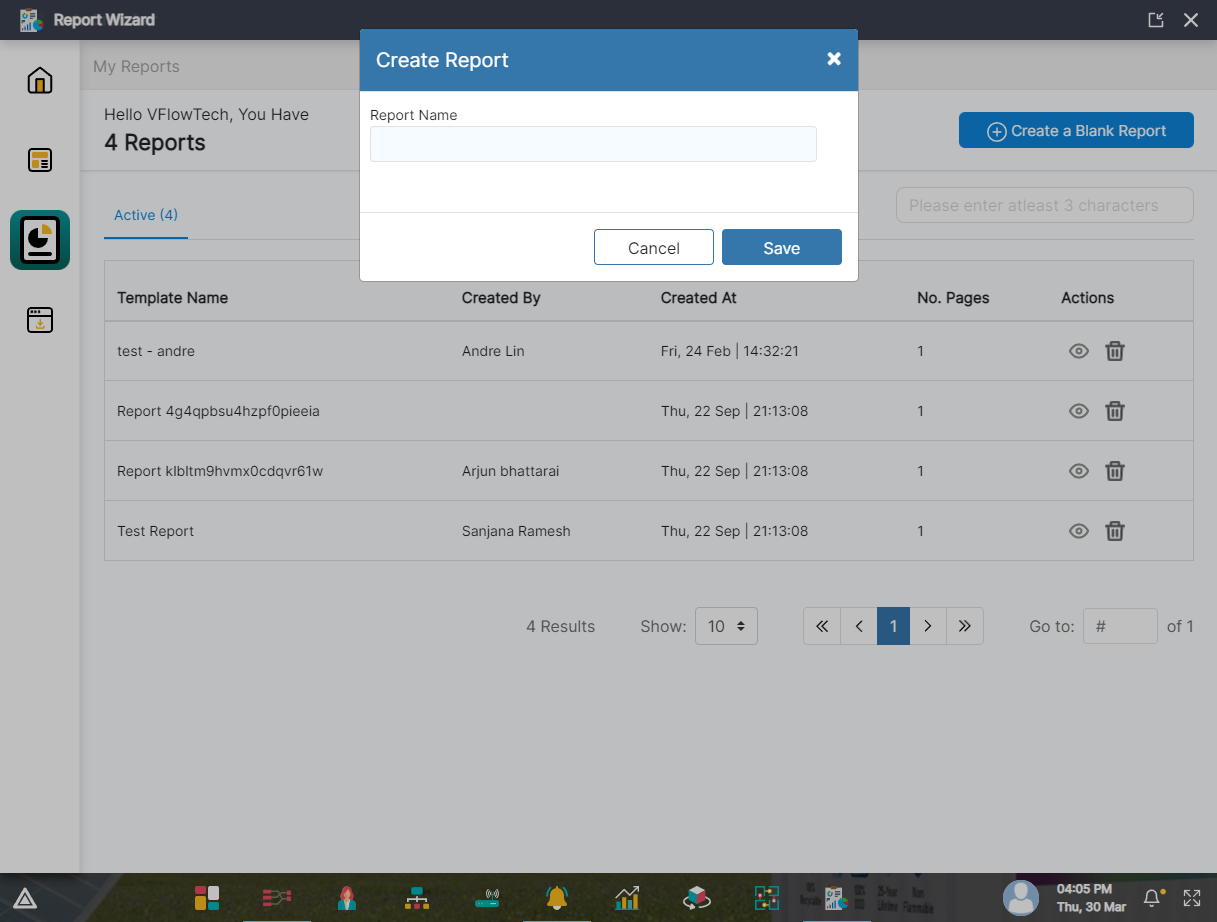 Report Wizard
My Reports
Create Report
Hello VFlowTech, You Have
4 Reports
Report Name
Create a Blank Report
Active (4)
Please enter atleast 3 characters
Cancel
Save
Template Name Created By Created At No. Pages Actions
test - andre Andre Lin Fri, 24 Feb | 14:32:21 1
Report 4g4qpbsu4hzpf0pieeia Thu, 22 Sep | 21:13:08 1
Report klbltm9hvmx0cdqvr61w Arjun bhattarai Thu, 22 Sep | 21:13:08 1
Test Report Sanjana Ramesh Thu, 22 Sep | 21:13:08 1
4 Results Show: 10 1 Go to: # of 1
04:05 PM
Thu, 30 Mar